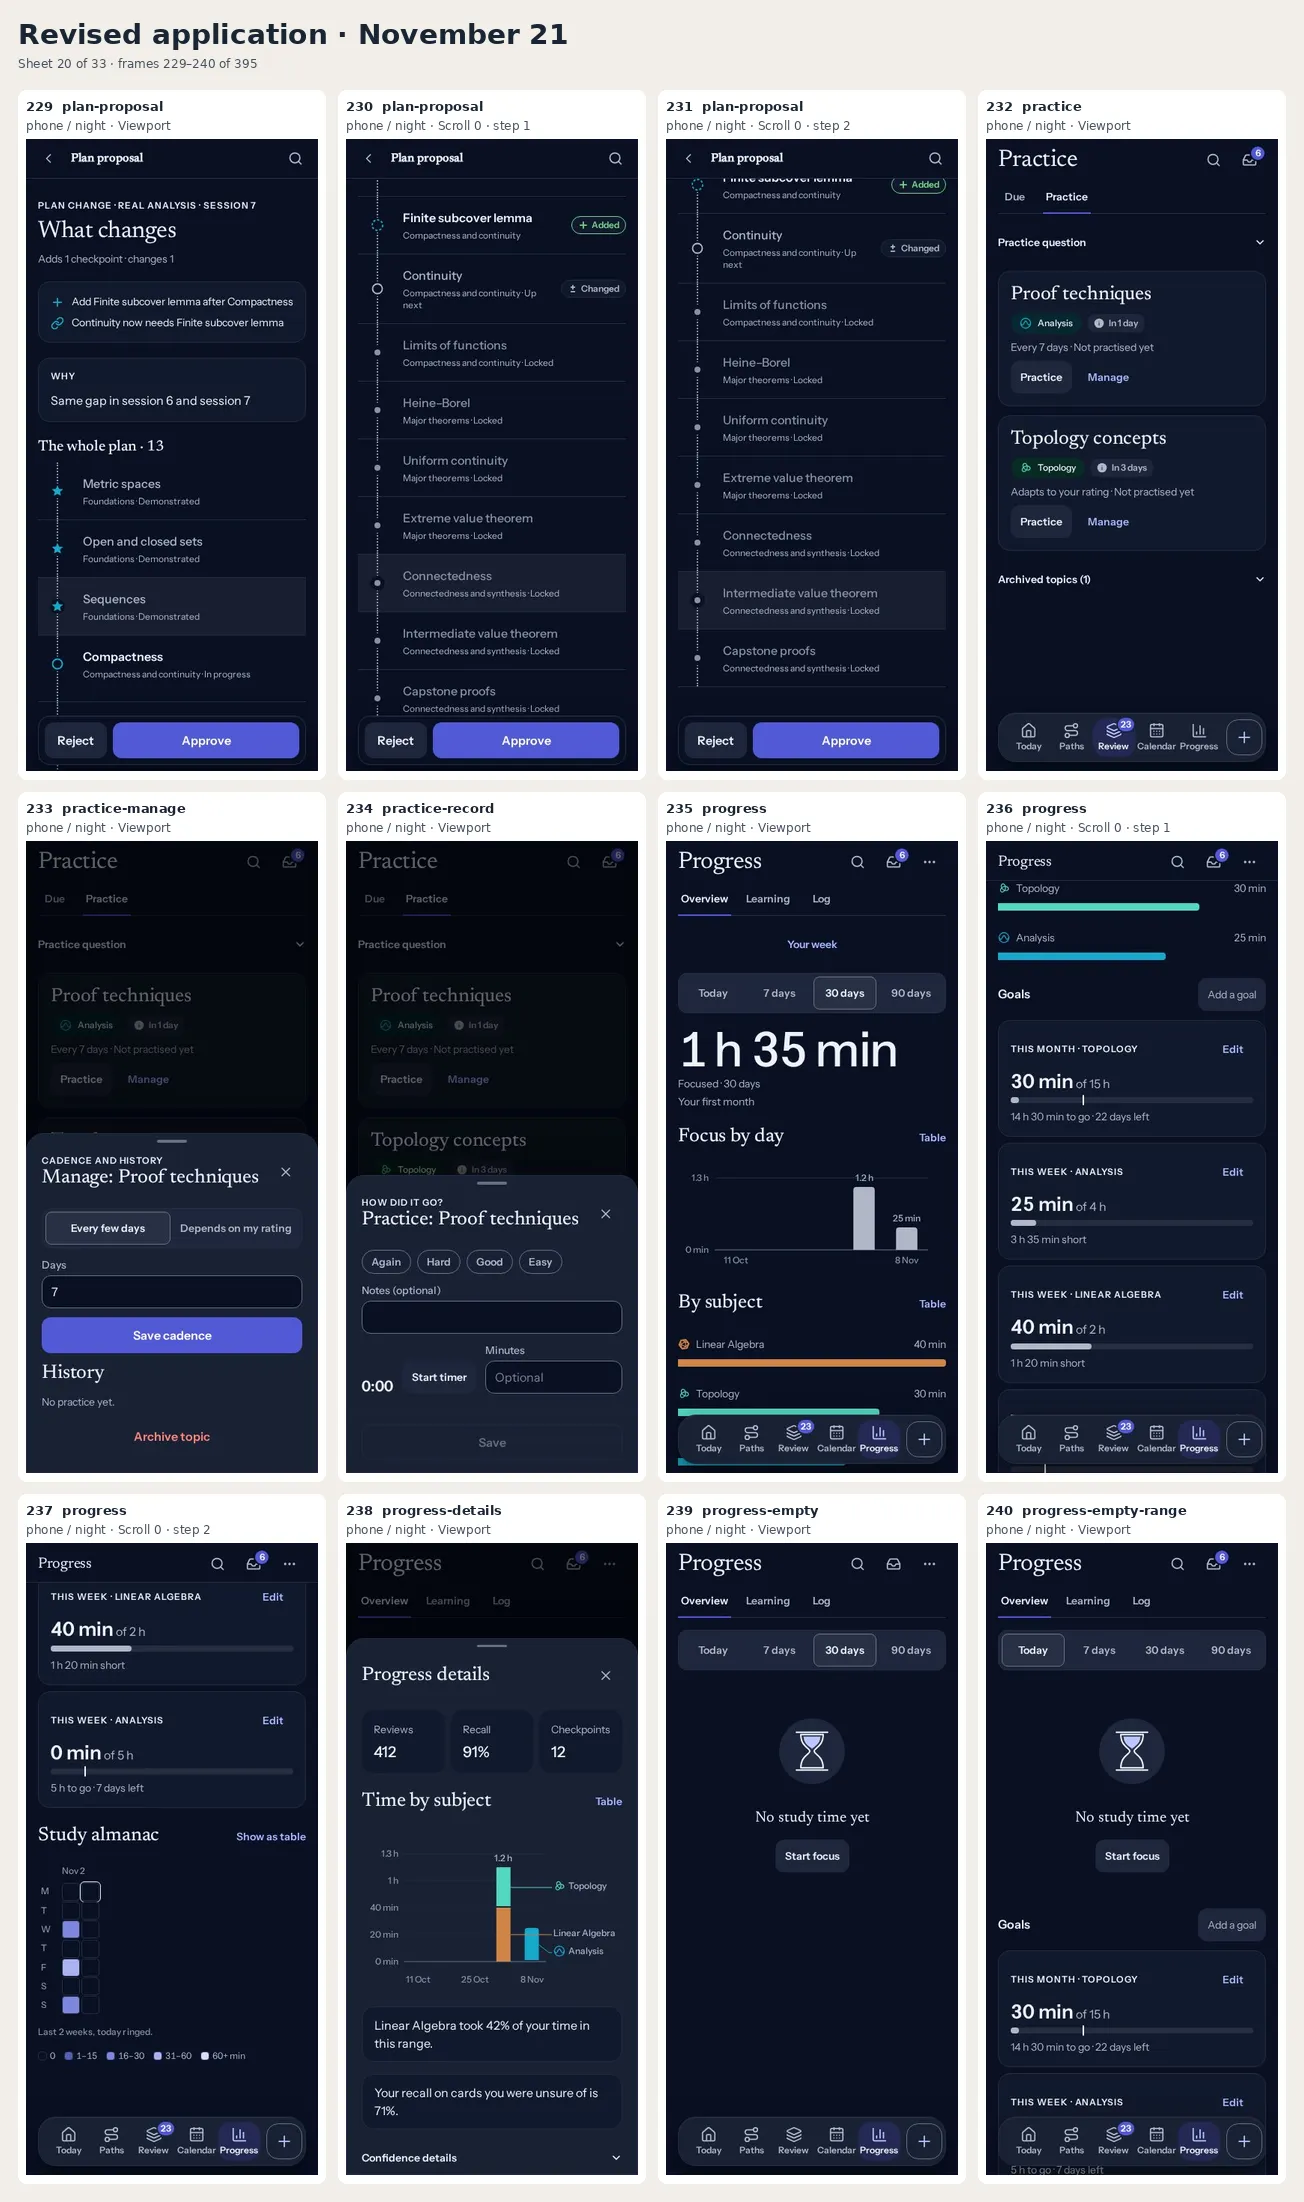 Revised application · November 21
Sheet 20 of 33 · frames 229–240 of 395
229 plan-proposal
phone / night · Viewport
Plan proposal
PLAN CHANGE · REAL ANALYSIS · SESSION 7
What changes
Adds 1 checkpoint · changes 1
Add Finite subcover lemma after Compactness
Continuity now needs Finite subcover lemma
WHY
Same gap in session 6 and session 7
The whole plan · 13
Metric spaces
Foundations · Demonstrated
Open and closed sets
Foundations · Demonstrated
Sequences
Foundations · Demonstrated
Compactness
Compactness and continuity · In progress
Reject
Approve
230 plan-proposal
phone / night · Scroll 0 · step 1
Plan proposal
Finite subcover lemma
Compactness and continuity
Added
Continuity
Compactness and continuity · Up
next
Changed
Limits of functions
Compactness and continuity · Locked
Heine–Borel
Major theorems · Locked
Uniform continuity
Major theorems · Locked
Extreme value theorem
Major theorems · Locked
Connectedness
Connectedness and synthesis · Locked
Intermediate value theorem
Connectedness and synthesis · Locked
Capstone proofs
Connectedness and synthesis · Locked
Reject
Approve
231 plan-proposal
phone / night · Scroll 0 · step 2
Plan proposal
Finite subcover lemma
Compactness and continuity
Added
Continuity
Compactness and continuity · Up
next
Changed
Limits of functions
Compactness and continuity · Locked
Heine–Borel
Major theorems · Locked
Uniform continuity
Major theorems · Locked
Extreme value theorem
Major theorems · Locked
Connectedness
Connectedness and synthesis · Locked
Intermediate value theorem
Connectedness and synthesis · Locked
Capstone proofs
Connectedness and synthesis · Locked
Reject
Approve
232 practice
phone / night · Viewport
Practice
6
Due
Practice
Practice question
Proof techniques
Analysis
In 1 day
Every 7 days · Not practised yet
Practice
Manage
Topology concepts
Topology
In 3 days
Adapts to your rating · Not practised yet
Practice
Manage
Archived topics (1)
23
Today
Paths
Review
Calendar
Progress
233 practice-manage
phone / night · Viewport
Practice
6
Due
Practice
Practice question
Proof techniques
Analysis
In 1 day
Every 7 days · Not practised yet
Practice
Manage
CADENCE AND HISTORY
Manage: Proof techniques
Every few days
Depends on my rating
Days
7
Save cadence
History
No practice yet.
Archive topic
234 practice-record
phone / night · Viewport
Practice
6
Due
Practice
Practice question
Proof techniques
Analysis
In 1 day
Every 7 days · Not practised yet
Practice
Manage
Topology concepts
Topology
In 3 days
HOW DID IT GO?
Practice: Proof techniques
Again
Hard
Good
Easy
Notes (optional)
Minutes
0:00
Start timer
Optional
Save
235 progress
phone / night · Viewport
Progress
6
Overview
Learning
Log
Your week
Today
7 days
30 days
90 days
1 h 35 min
Focused · 30 days
Your first month
Focus by day
Table
1.3 h
1.2 h
25 min
0 min
11 Oct
8 Nov
By subject
Table
Linear Algebra
40 min
Topology
30 min
23
Today
Paths
Review
Calendar
Progress
236 progress
phone / night · Scroll 0 · step 1
Progress
6
Topology
30 min
Analysis
25 min
Goals
Add a goal
THIS MONTH · TOPOLOGY
Edit
30 min of 15 h
14 h 30 min to go · 22 days left
THIS WEEK · ANALYSIS
Edit
25 min of 4 h
3 h 35 min short
THIS WEEK · LINEAR ALGEBRA
Edit
40 min of 2 h
1 h 20 min short
23
Today
Paths
Review
Calendar
Progress
237 progress
phone / night · Scroll 0 · step 2
Progress
6
THIS WEEK · LINEAR ALGEBRA
Edit
40 min of 2 h
1 h 20 min short
THIS WEEK · ANALYSIS
Edit
0 min of 5 h
5 h to go · 7 days left
Study almanac
Show as table
Nov 2
M
T
W
T
F
S
S
Last 2 weeks, today ringed.
0
1–15
16–30
31–60
60+ min
23
Today
Paths
Review
Calendar
Progress
238 progress-details
phone / night · Viewport
Progress
6
Overview
Learning
Log
Progress details
Reviews
412
Recall
91%
Checkpoints
12
Time by subject
Table
1.3 h
1.2 h
1 h
Topology
40 min
20 min
Linear Algebra
Analysis
0 min
11 Oct
25 Oct
8 Nov
Linear Algebra took 42% of your time in
this range.
Your recall on cards you were unsure of is
71%.
Confidence details
239 progress-empty
phone / night · Viewport
Progress
Overview
Learning
Log
Today
7 days
30 days
90 days
No study time yet
Start focus
Today
Paths
Review
Calendar
Progress
240 progress-empty-range
phone / night · Viewport
Progress
6
Overview
Learning
Log
Today
7 days
30 days
90 days
No study time yet
Start focus
Goals
Add a goal
THIS MONTH · TOPOLOGY
Edit
30 min of 15 h
14 h 30 min to go · 22 days left
THIS WEEK · ANALYSIS
Edit
23
Today
Paths
Review
Calendar
Progress
5 h to go · 7 days left